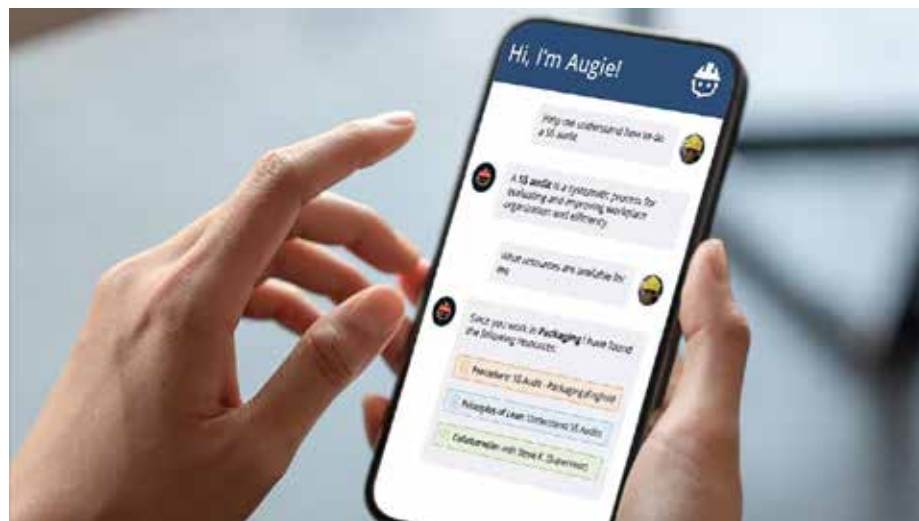 Hi, I'm Augie!
Help me understand how to do
a 5S audit
A 5S audit is a systematic process for
evaluating and improving workplace
organization and efficiency.
What resources are available for
me
Since you work in Packaging I have found
the following resources:
Procedure: 5S Audit - Packaging (English)
Principles of Lean: Understand 5S Audits
Collaboration with Steve K. (Supervisor)